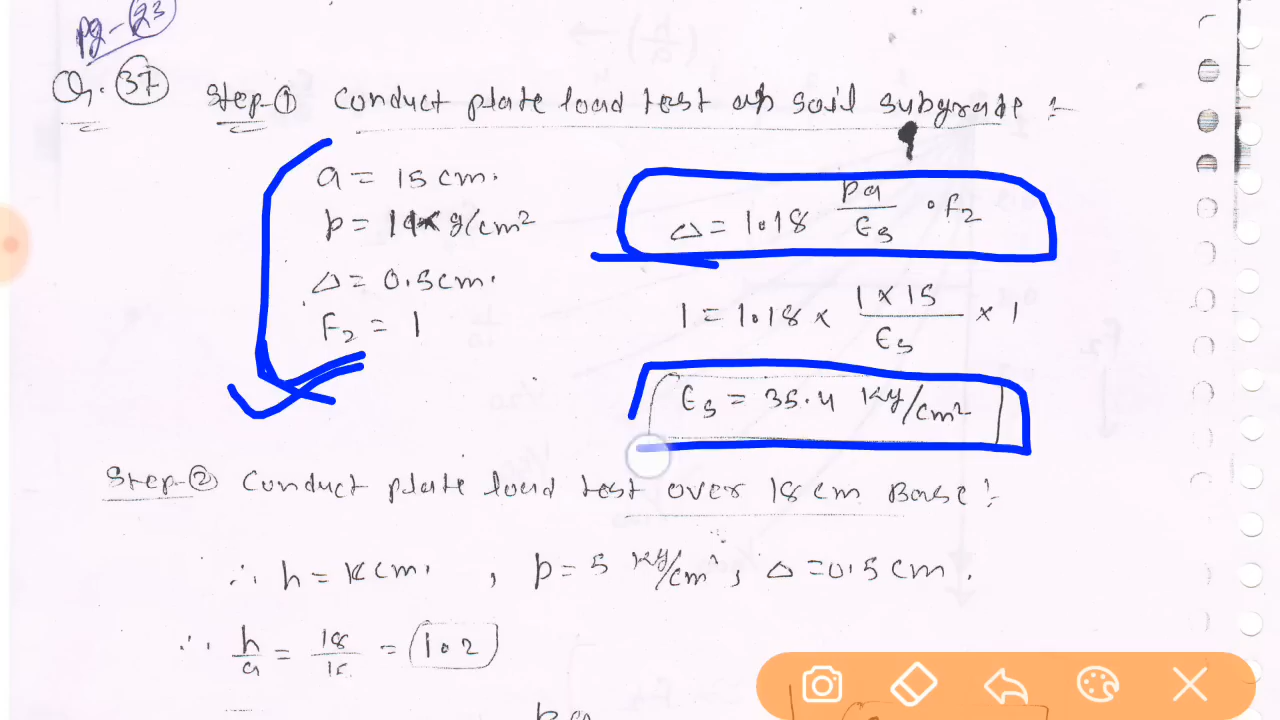 pg-23
Q. 37 Step-① Conduct plate load test on soil subgrade :-
a = 15 cm.
p = 1 kg/cm²
Δ = 0.5cm.
F₂ = 1
Δ = 1.18 pa/Es · F₂
1 = 1.18 x 1 x 15/Es x 1
Es = 35.4 kg/cm²
Step-② Conduct plate load test over 18 cm Base :-
∴ h = 18 cm. , p = 5 kg/cm², Δ = 0.5 cm.
∴ h/a = 18/15 = 1.2
pa